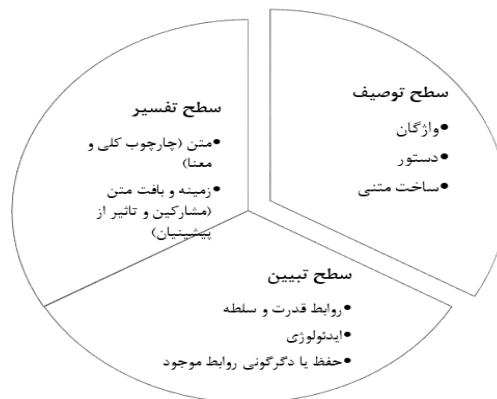 سطح توصیف
•واژگان
•دستور
•ساخت متنی
سطح تفسیر
•متن (چارچوب کلی و
معنا)
•زمینه و بافت متن
(مشارکین و تاثیر از
پیشینیان)
سطح تبیین
•روابط قدرت و سلطه
•ایدئولوژی
•حفظ یا دگرگونی روابط موجود